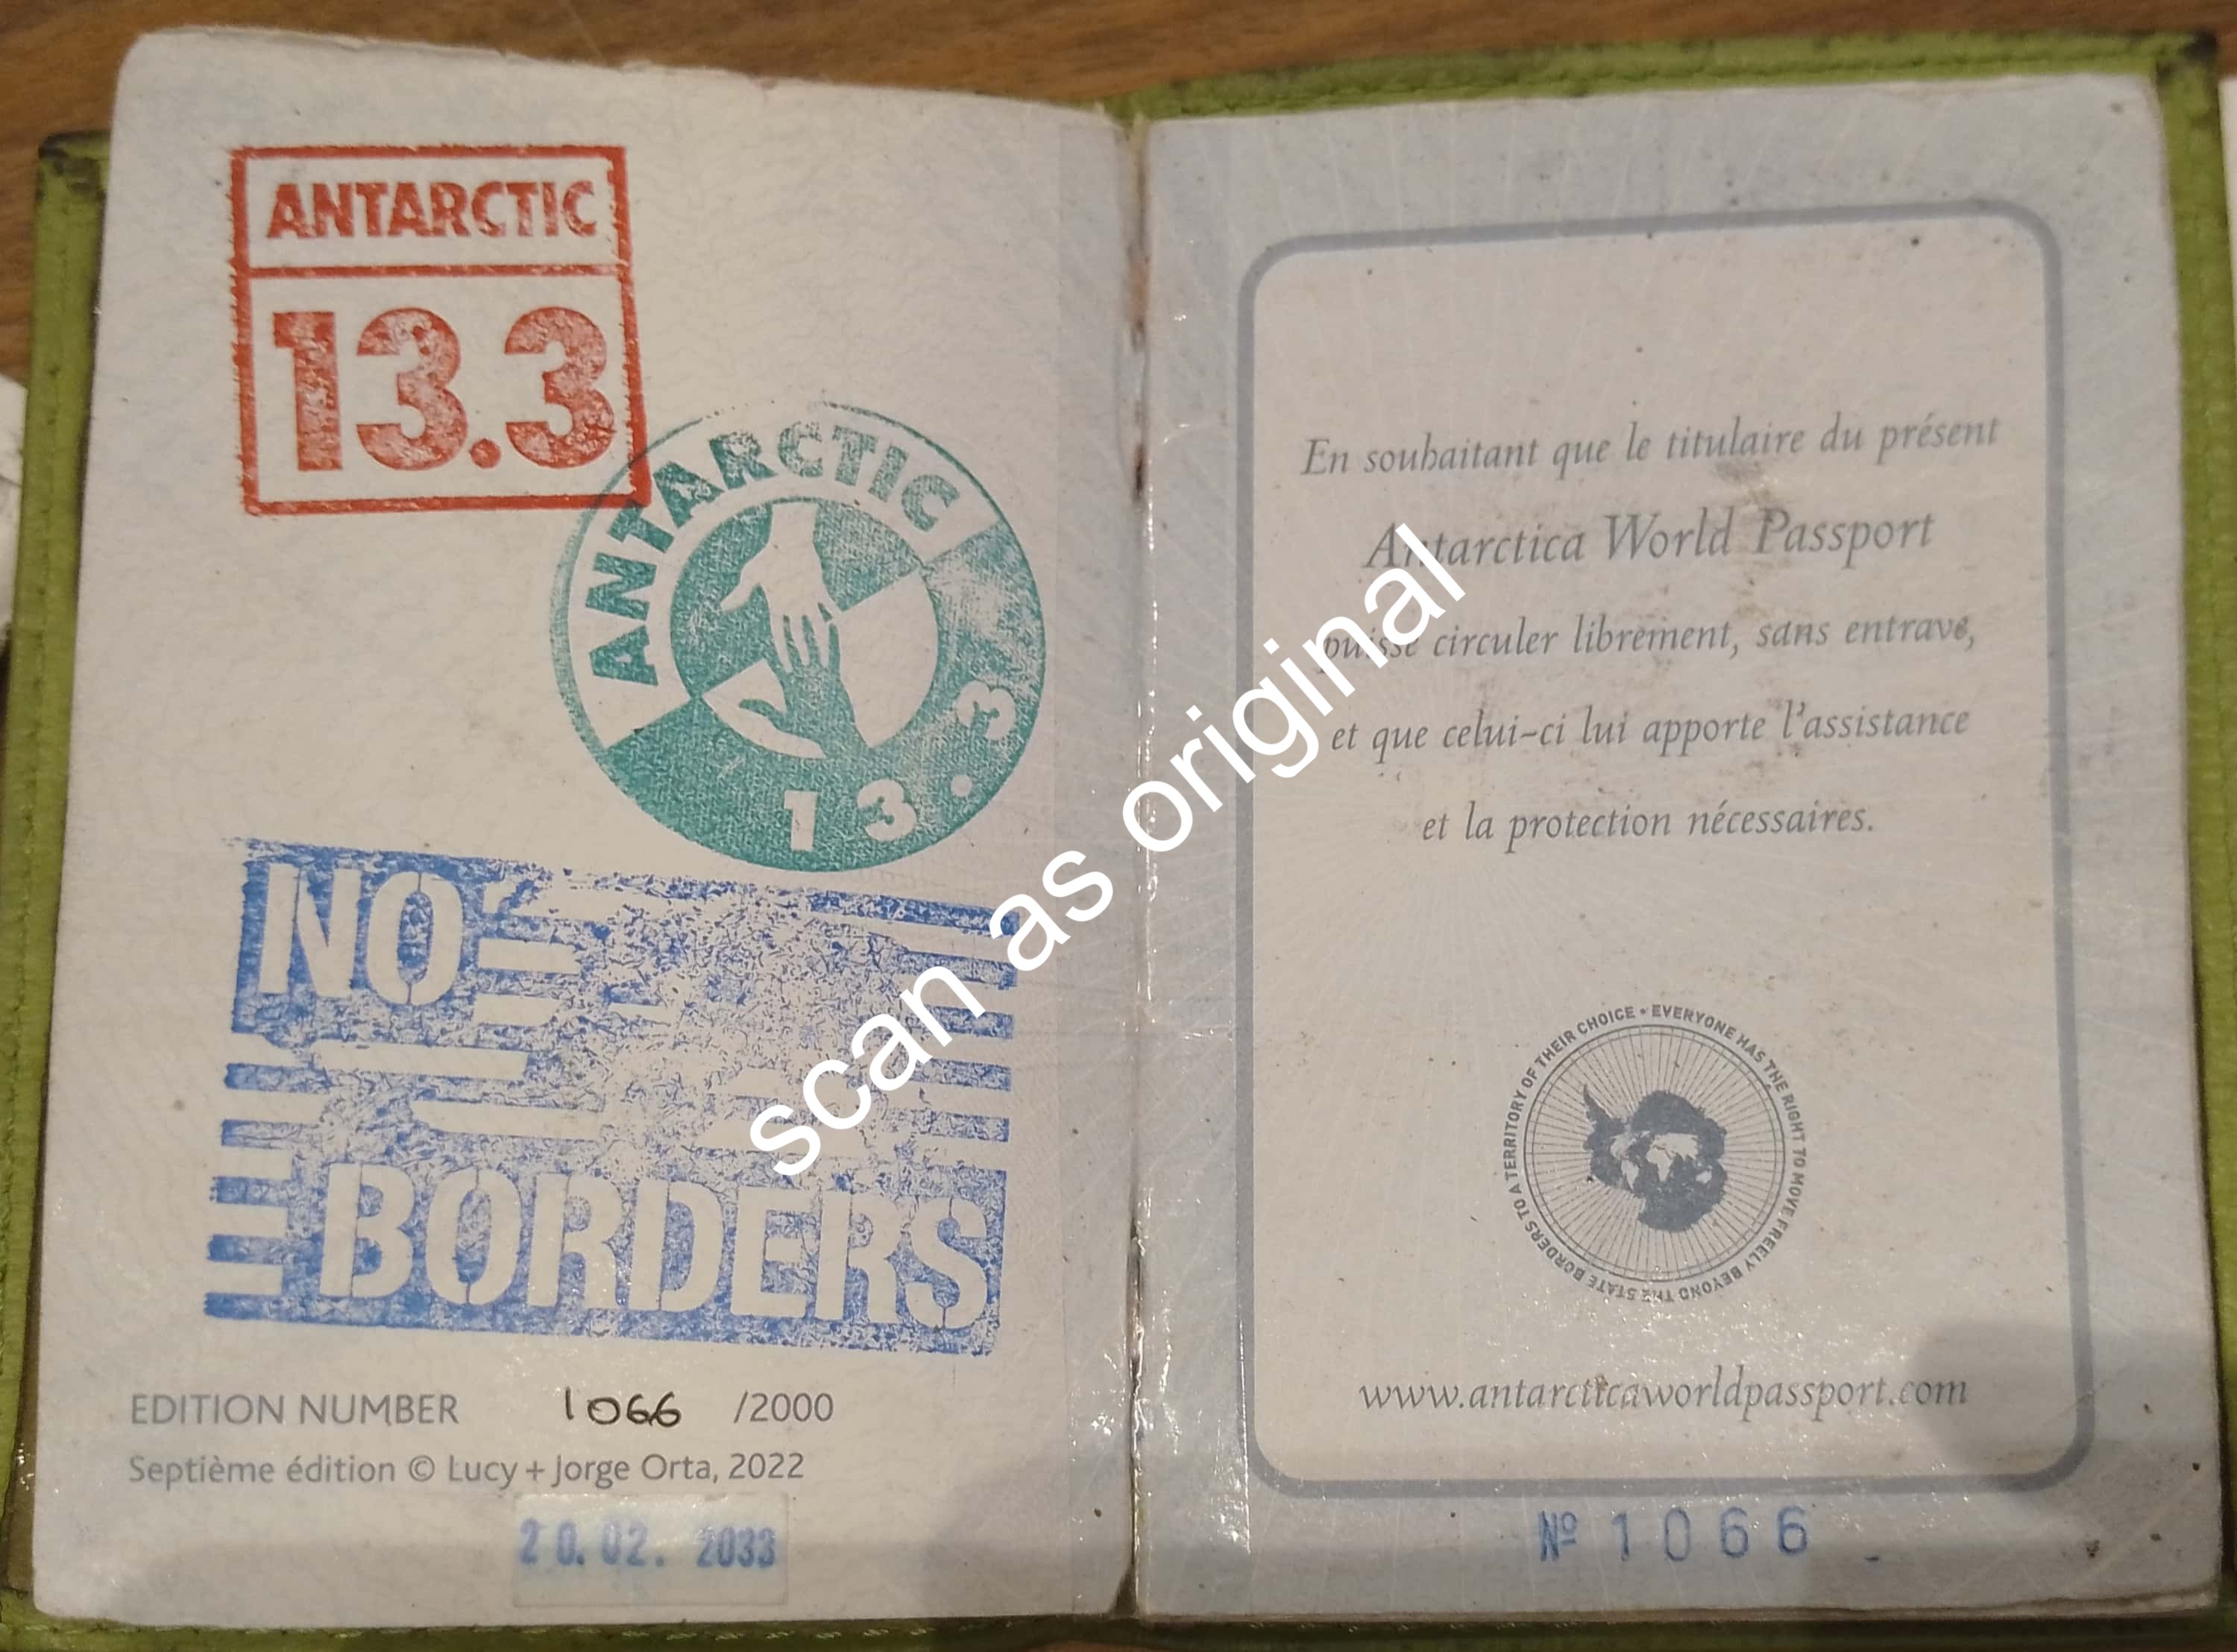 ANTARCTIC
13.3
ANTARCTIC
13.3
NO
BORDERS
EDITION NUMBER 1066 /2000
Septième édition © Lucy + Jorge Orta, 2022
20.02. 2033
En souhaitant que le titulaire du présent
Antarctica World Passport
puisse circuler librement, sans entrave,
et que celui-ci lui apporte l'assistance
et la protection nécessaires.
EVERYONE HAS THE RIGHT TO MOVE FREELY BEYOND THE STATE BORDERS TO A TERRITORY OF THEIR CHOICE •
www.antarcticaworldpassport.com
Nº 1066
scan as original